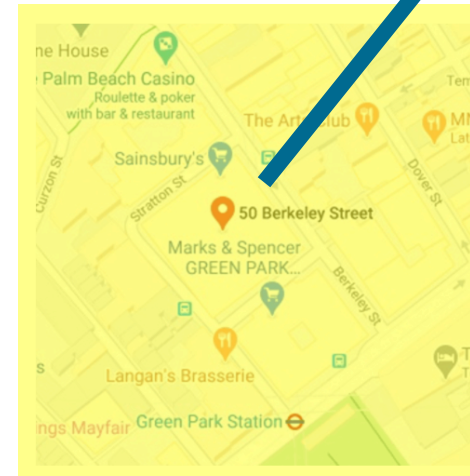 ne House
Palm Beach Casino
Roulette & poker
with bar & restaurant
The Arts Club
Sainsbury's
Curzon St
Stratton St
Dover St
50 Berkeley Street
Marks & Spencer
GREEN PARK...
Berkeley St
Langan's Brasserie
ngs Mayfair
Green Park Station